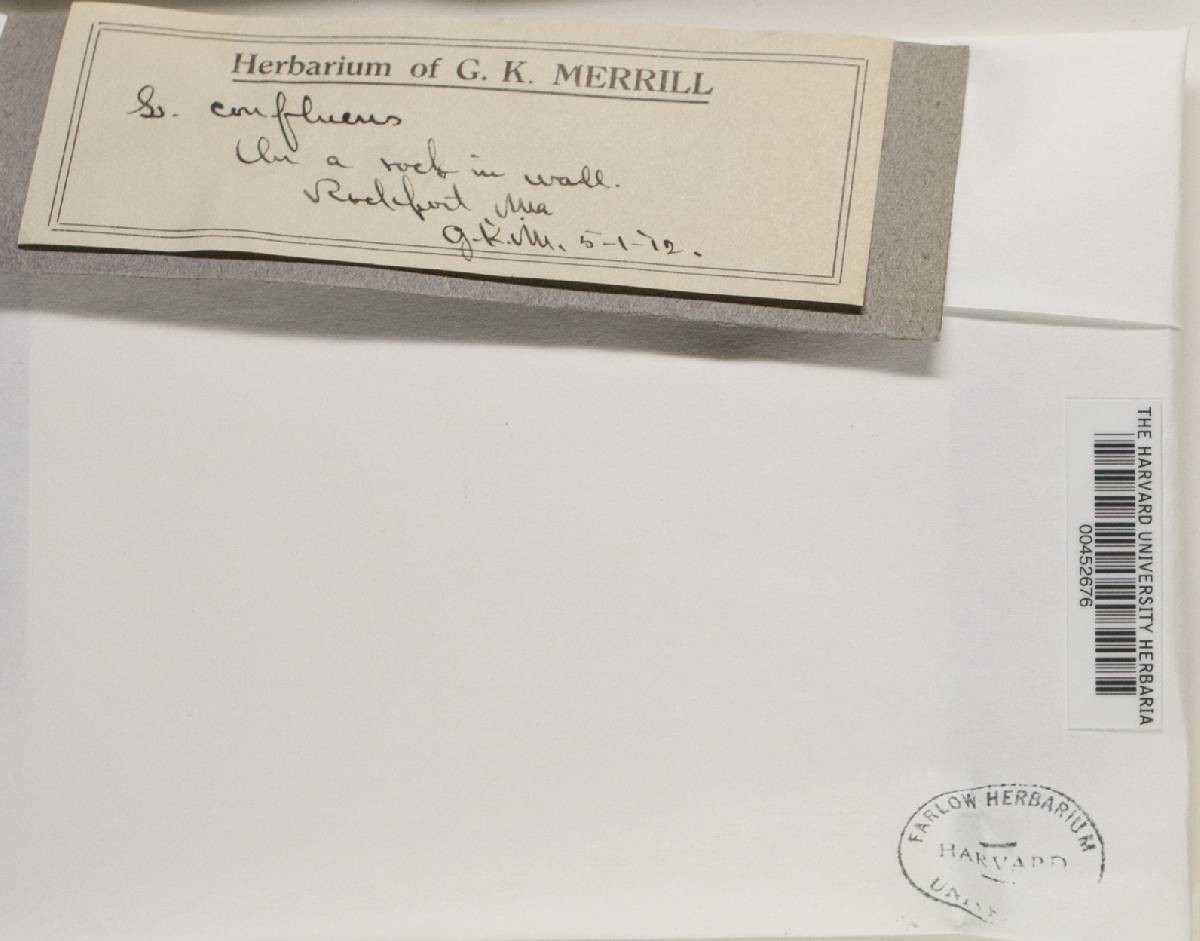 Herbarium of G. K. MERRILL
L. confluens
On a rock in wall.
Rockport Me
G.K.M. 5-1-12.
THE HARVARD UNIVERSITY HERBARIA
00452676
FARLOW HERBARIUM
HARVARD